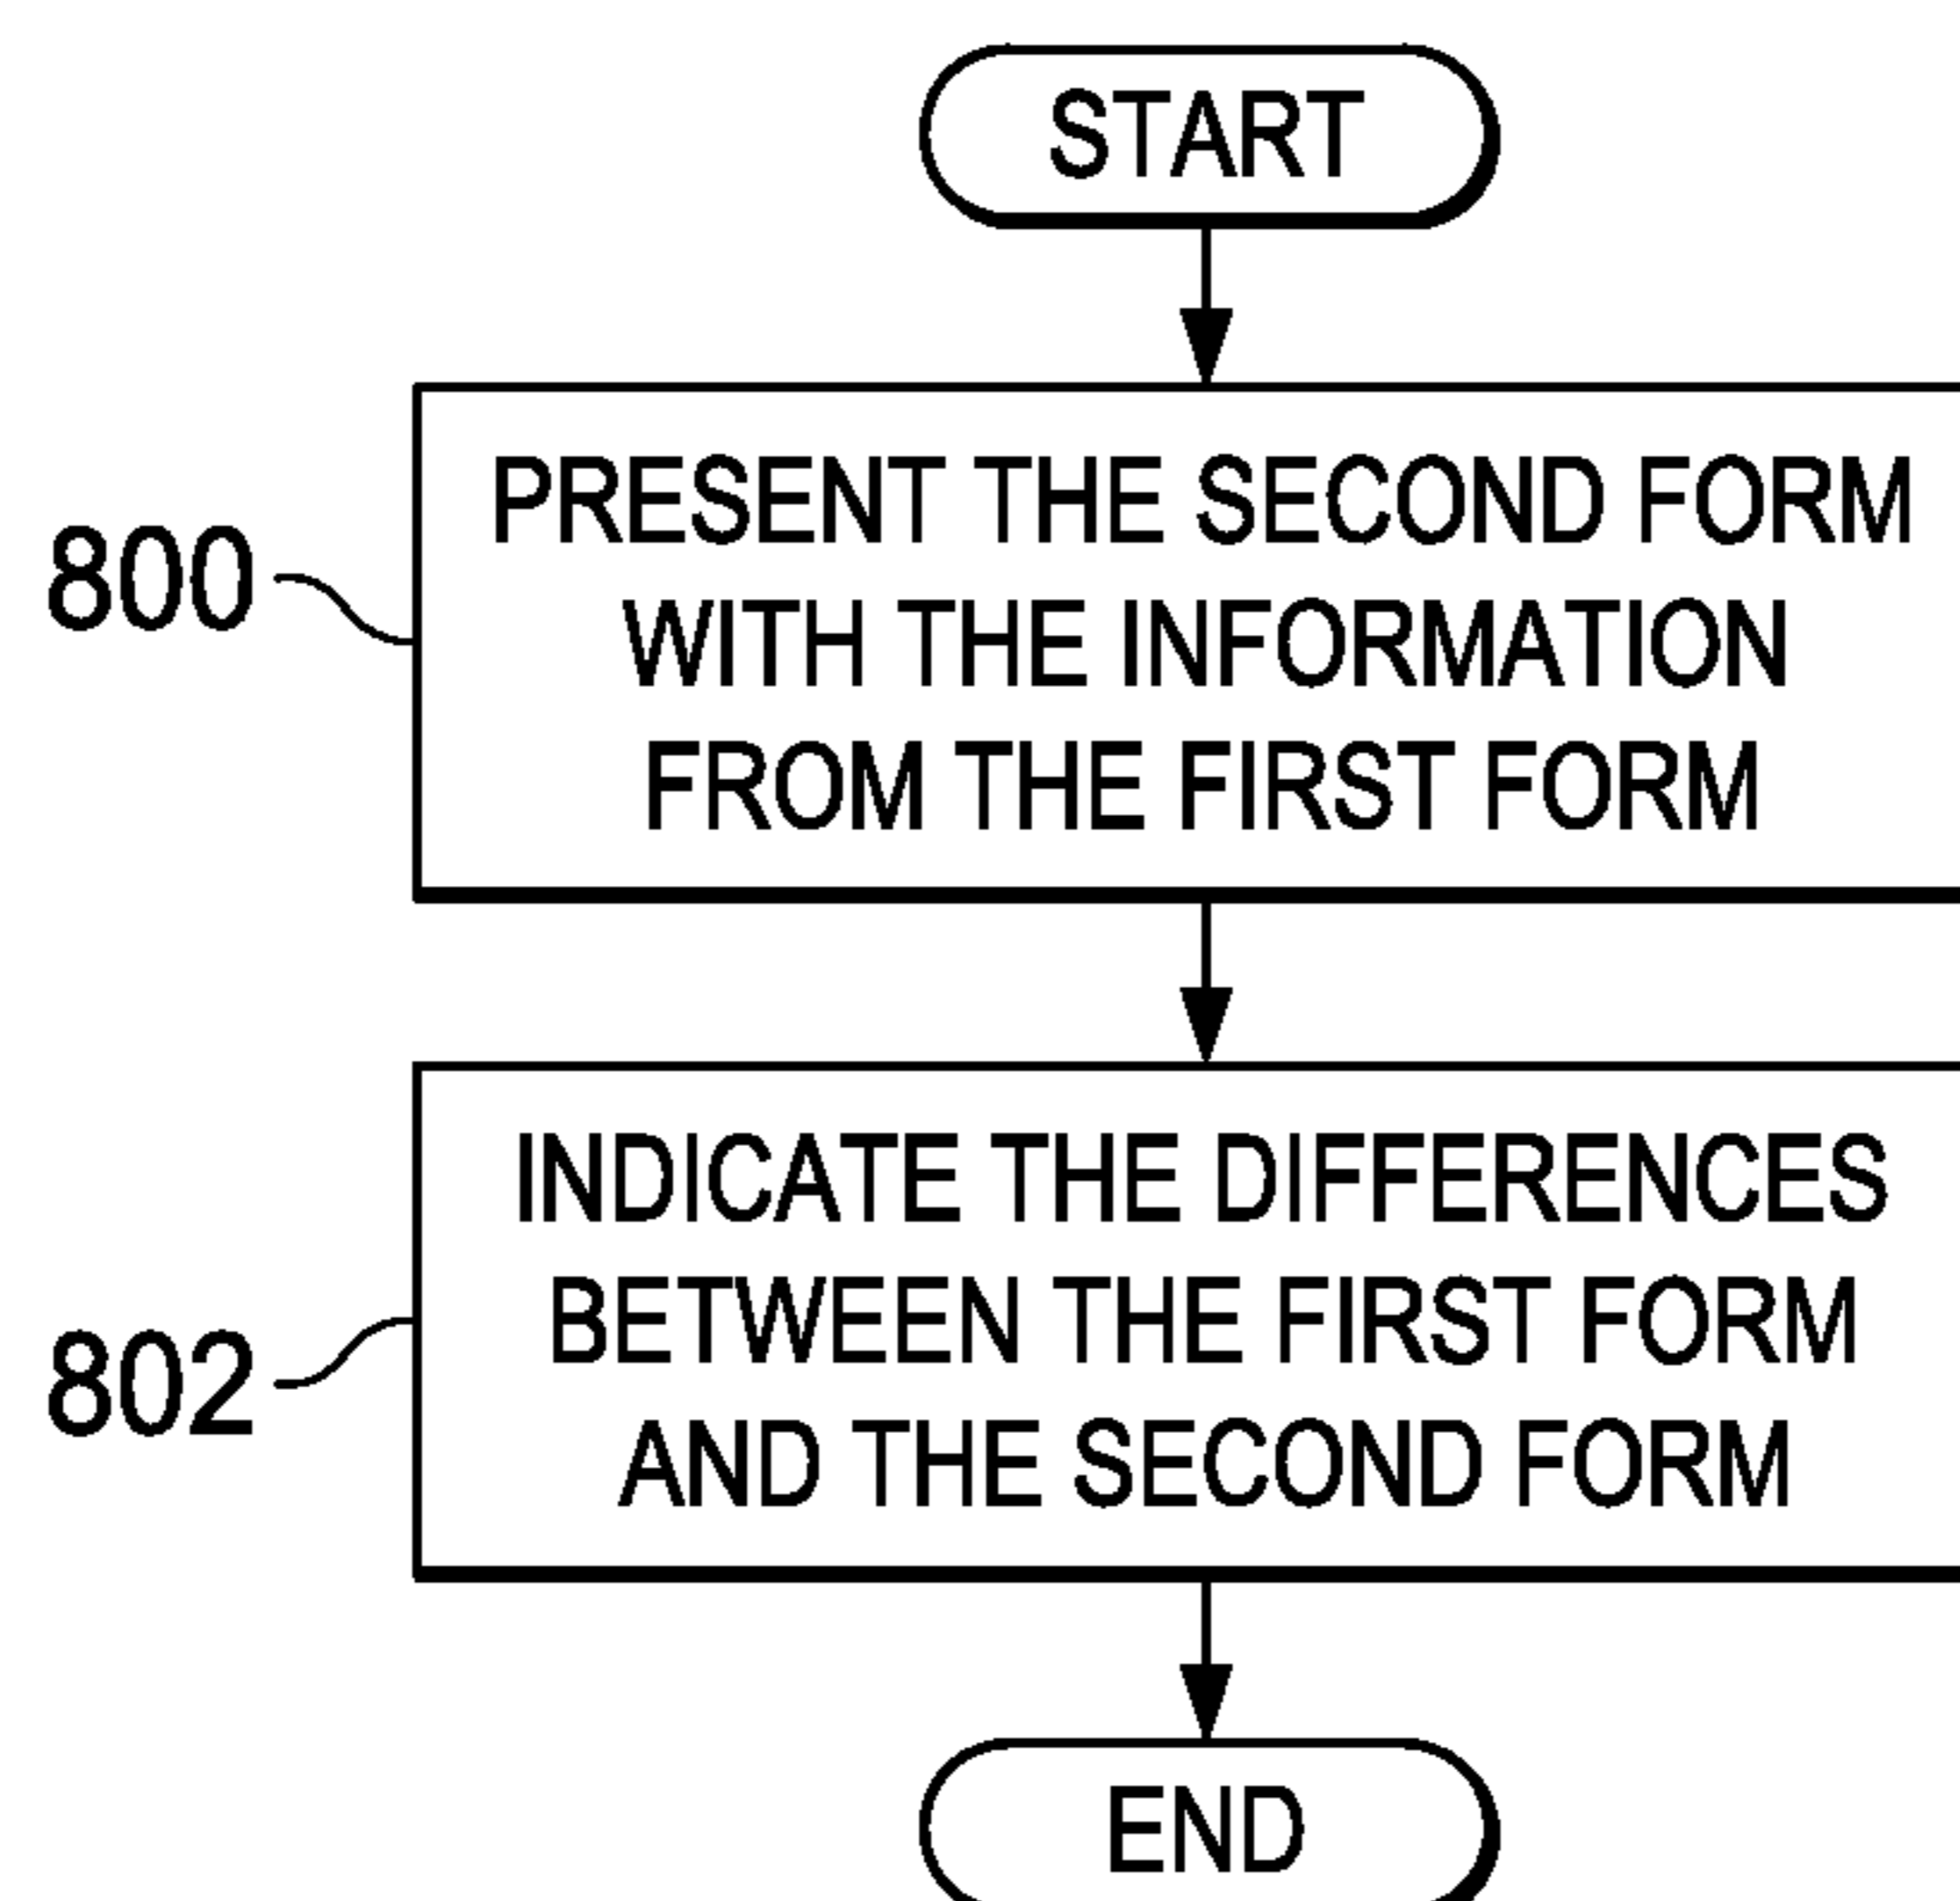 START
PRESENT THE SECOND FORM
WITH THE INFORMATION
FROM THE FIRST FORM
800
INDICATE THE DIFFERENCES
BETWEEN THE FIRST FORM
AND THE SECOND FORM
802
END